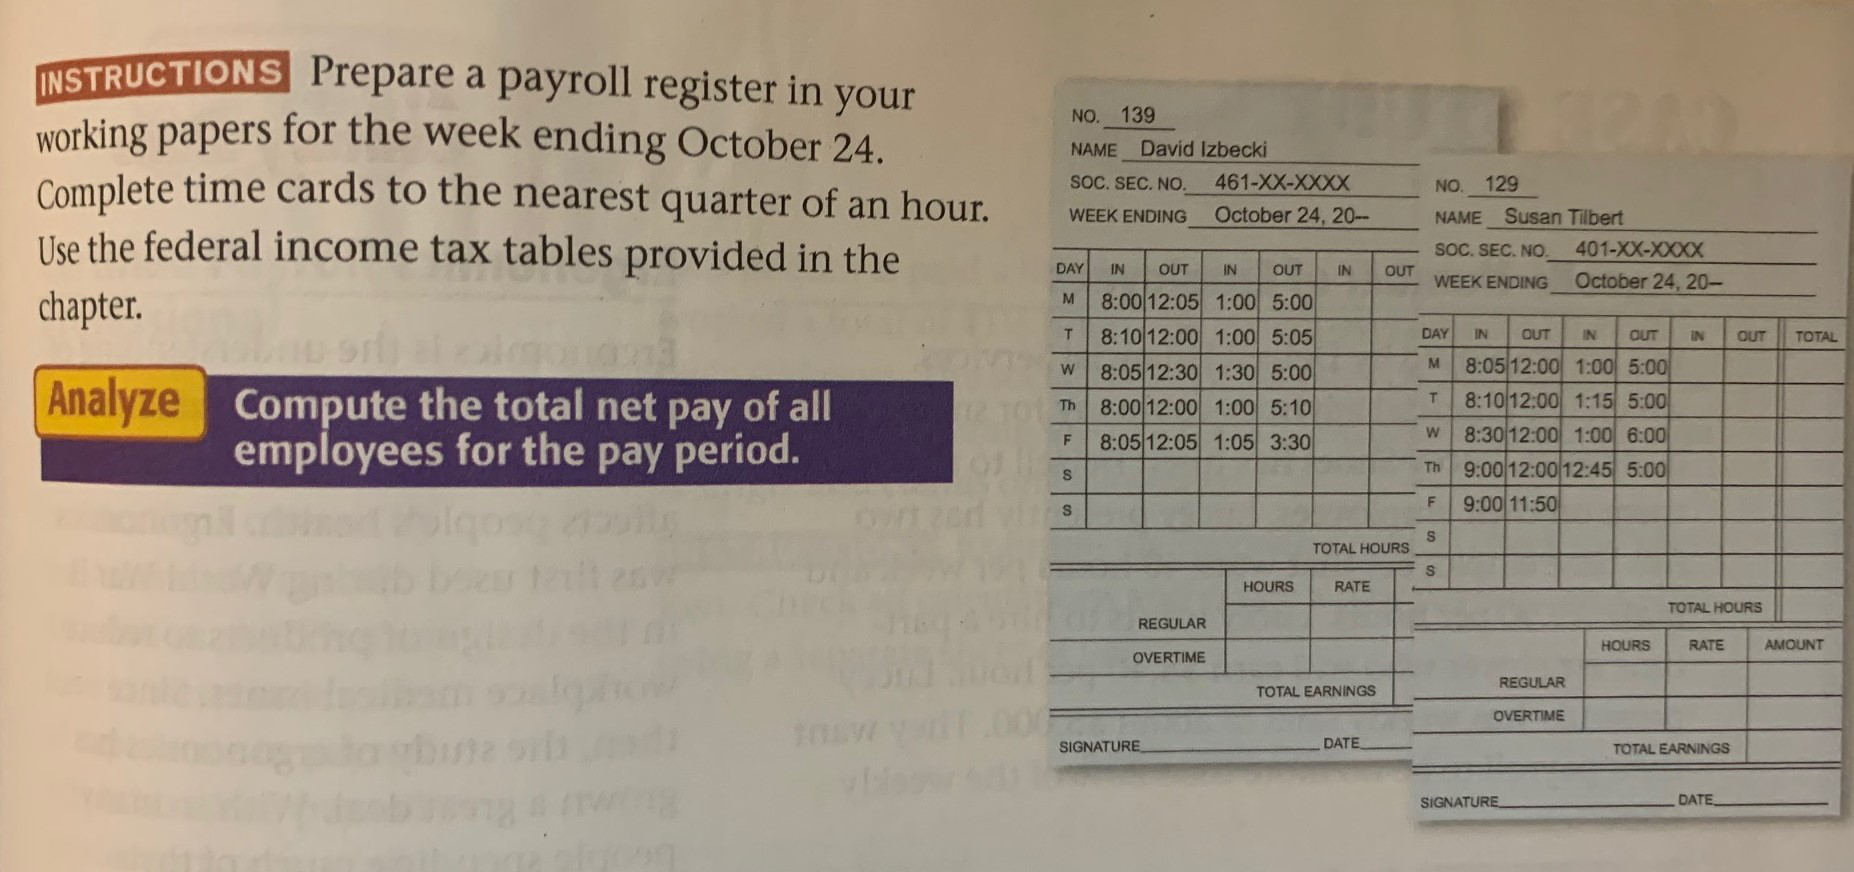 INSTRUCTIONS Prepare a payroll register in your
working papers for the week ending October 24.
Complete time cards to the nearest quarter of an hour.
Use the federal income tax tables provided in the
chapter.
Analyze Compute the total net pay of all
employees for the pay period.
NO. 139
NAME David Izbecki
SOC. SEC. NO. 461-XX-XXXX
WEEK ENDING October 24, 20--
DAY IN OUT IN OUT IN OUT
M 8:00 12:05 1:00 5:00
T 8:10 12:00 1:00 5:05
W 8:05 12:30 1:30 5:00
Th 8:00 12:00 1:00 5:10
F 8:05 12:05 1:05 3:30
S
S
TOTAL HOURS
HOURS RATE
REGULAR
OVERTIME
TOTAL EARNINGS
SIGNATURE DATE
NO. 129
NAME Susan Tilbert
SOC. SEC. NO. 401-XX-XXXX
WEEK ENDING October 24, 20--
DAY IN OUT IN OUT IN OUT TOTAL
M 8:05 12:00 1:00 5:00
T 8:10 12:00 1:15 5:00
W 8:30 12:00 1:00 6:00
Th 9:00 12:00 12:45 5:00
F 9:00 11:50
S
S
TOTAL HOURS
HOURS RATE AMOUNT
REGULAR
OVERTIME
TOTAL EARNINGS
SIGNATURE DATE